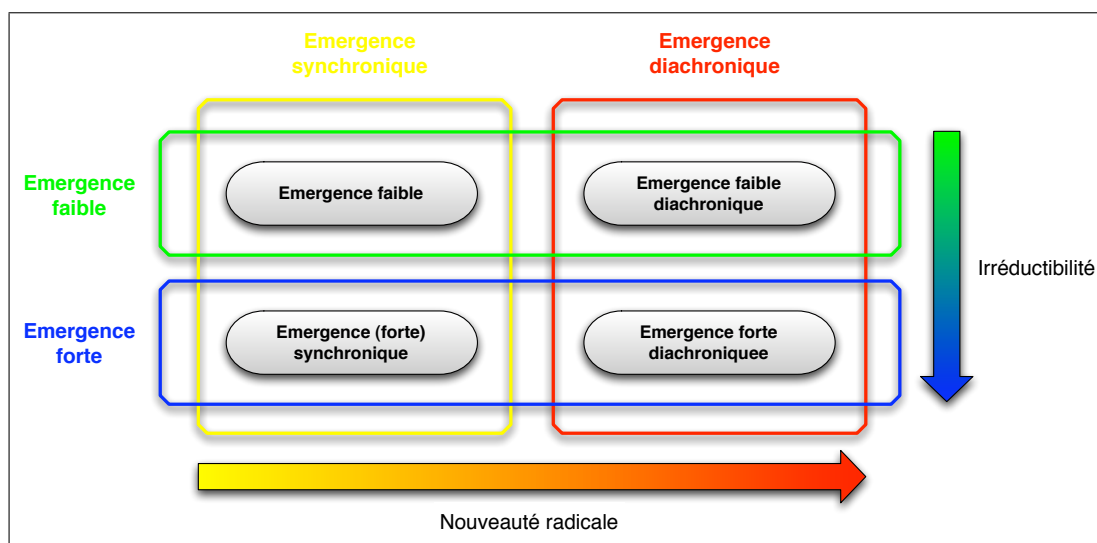 Emergence
synchronique
Emergence
diachronique
Emergence
faible
Emergence faible
Emergence faible
diachronique
Irréductibilité
Emergence
forte
Emergence (forte)
synchronique
Emergence forte
diachroniquee
Nouveauté radicale